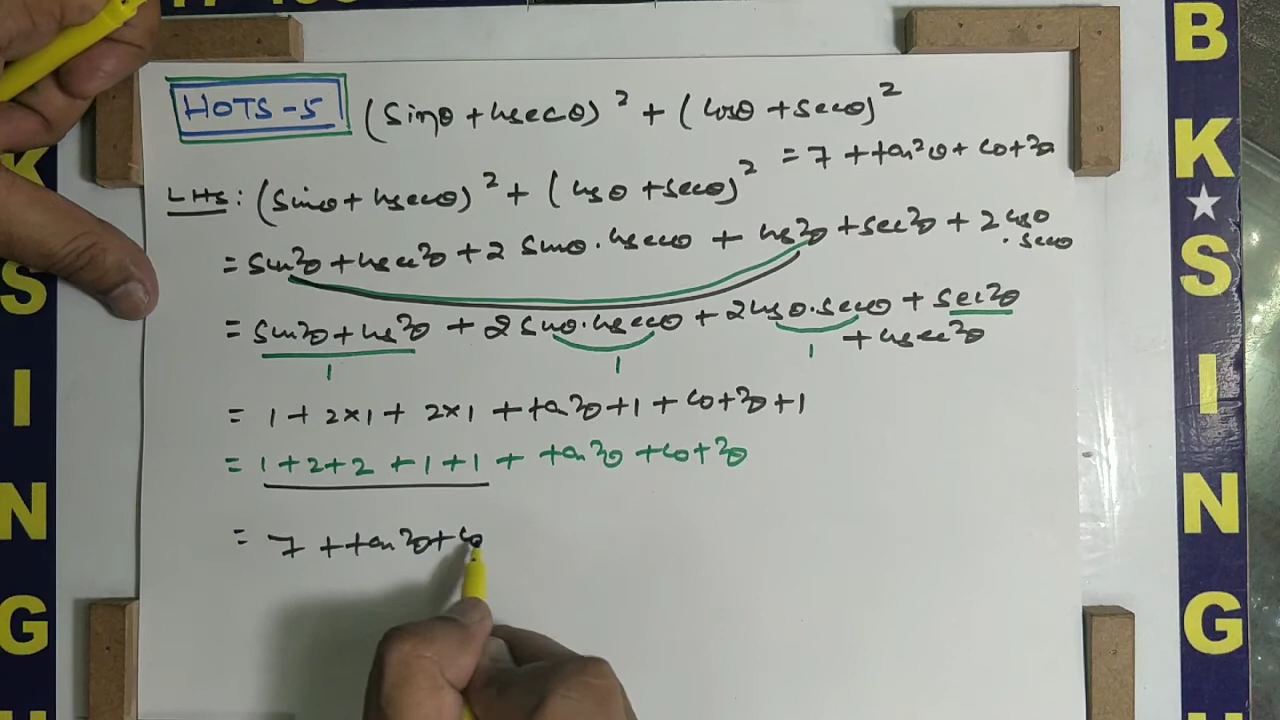 HOTS-5 (sinθ + cosecθ)² + (cosθ + secθ)²
= 7 + tan²θ + cot²θ
LHS: (sinθ + cosecθ)² + (cosθ + secθ)²
= sin²θ + cosec²θ + 2 sinθ · cosecθ + cos²θ + sec²θ + 2 cosθ
· secθ
= sin²θ + cos²θ + 2 sinθ · cosecθ + 2 cosθ · secθ + sec²θ
+ cosec²θ
1 1 1
= 1 + 2×1 + 2×1 + tan²θ + 1 + cot²θ + 1
= 1 + 2 + 2 + 1 + 1 + tan²θ + cot²θ
= 7 + tan²θ + co
K SINGH
B K ★ SINGH